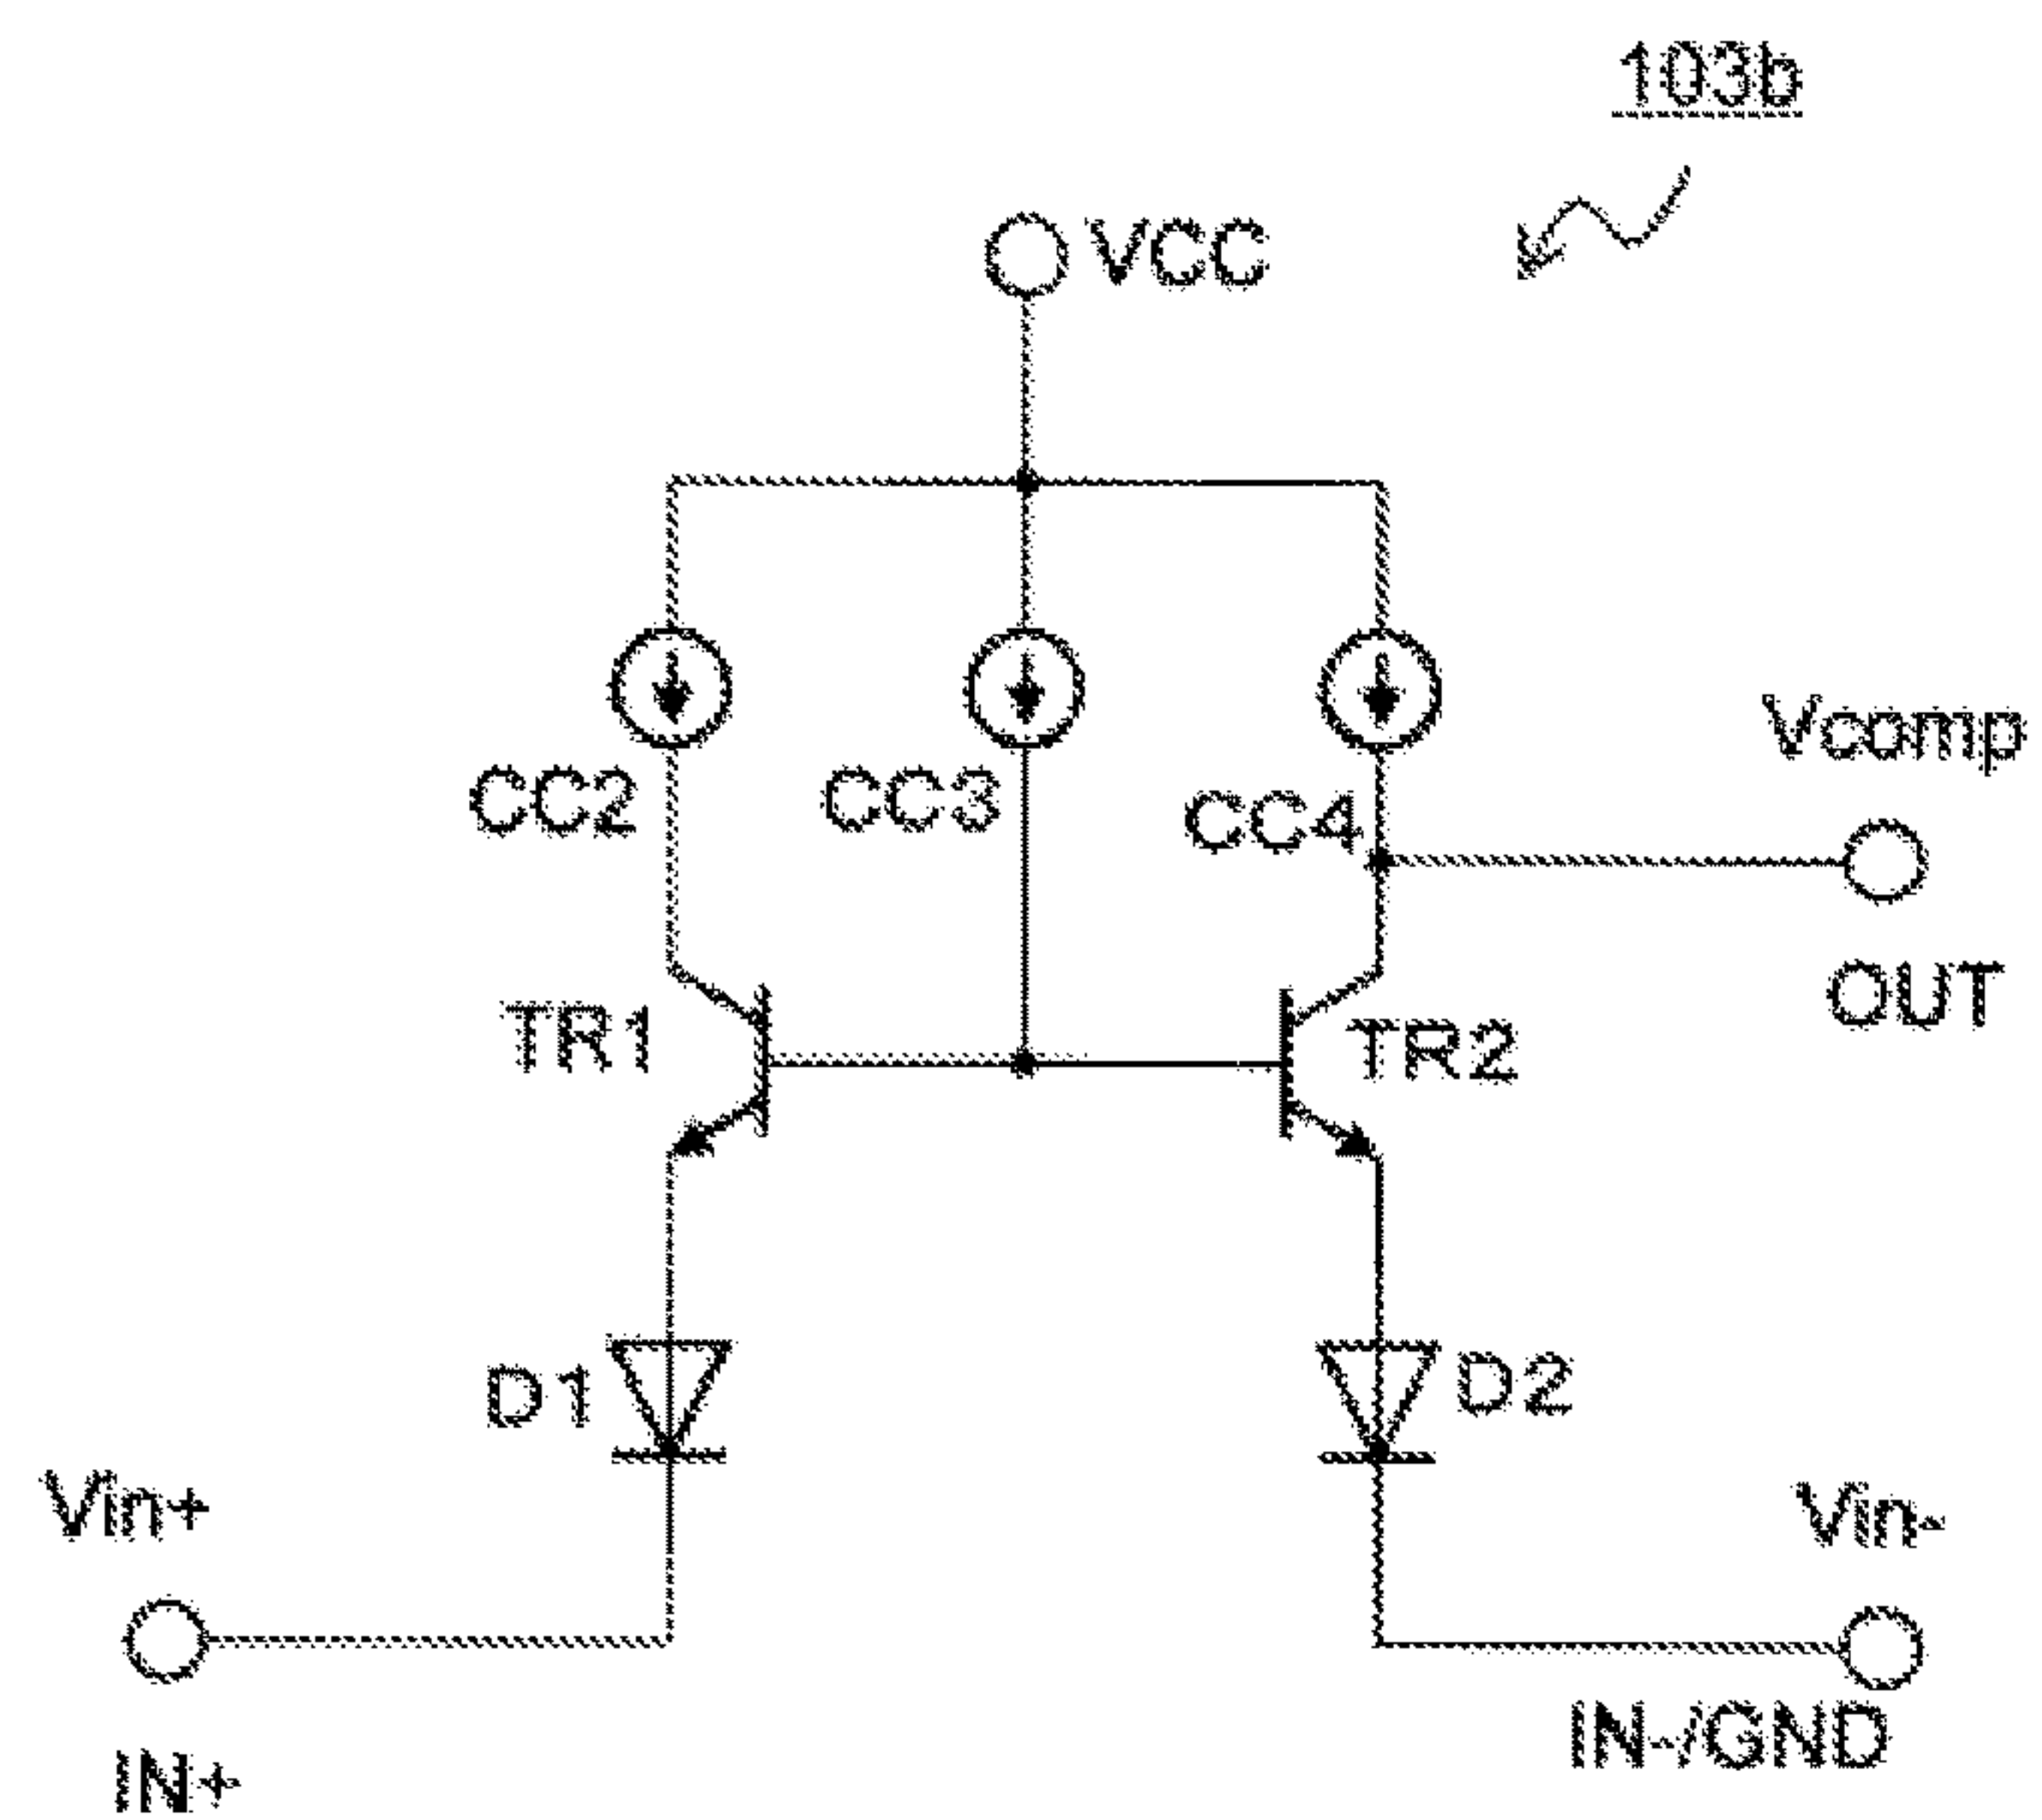 103b
VCC
Vcomp
CC2
CC3
CC4
OUT
TR1
TR2
D1
D2
Vin+
Vin-
IN+
IN-/GND